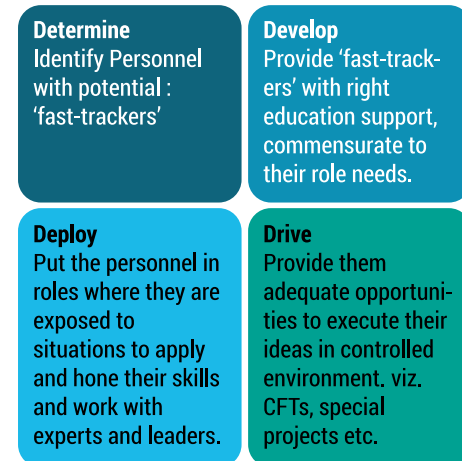 Determine
Identify Personnel
with potential :
‘fast-trackers’
Develop
Provide ‘fast-track-
ers’ with right
education support,
commensurate to
their role needs.
Deploy
Put the personnel in
roles where they are
exposed to
situations to apply
and hone their skills
and work with
experts and leaders.
Drive
Provide them
adequate opportuni-
ties to execute their
ideas in controlled
environment. viz.
CFTs, special
projects etc.